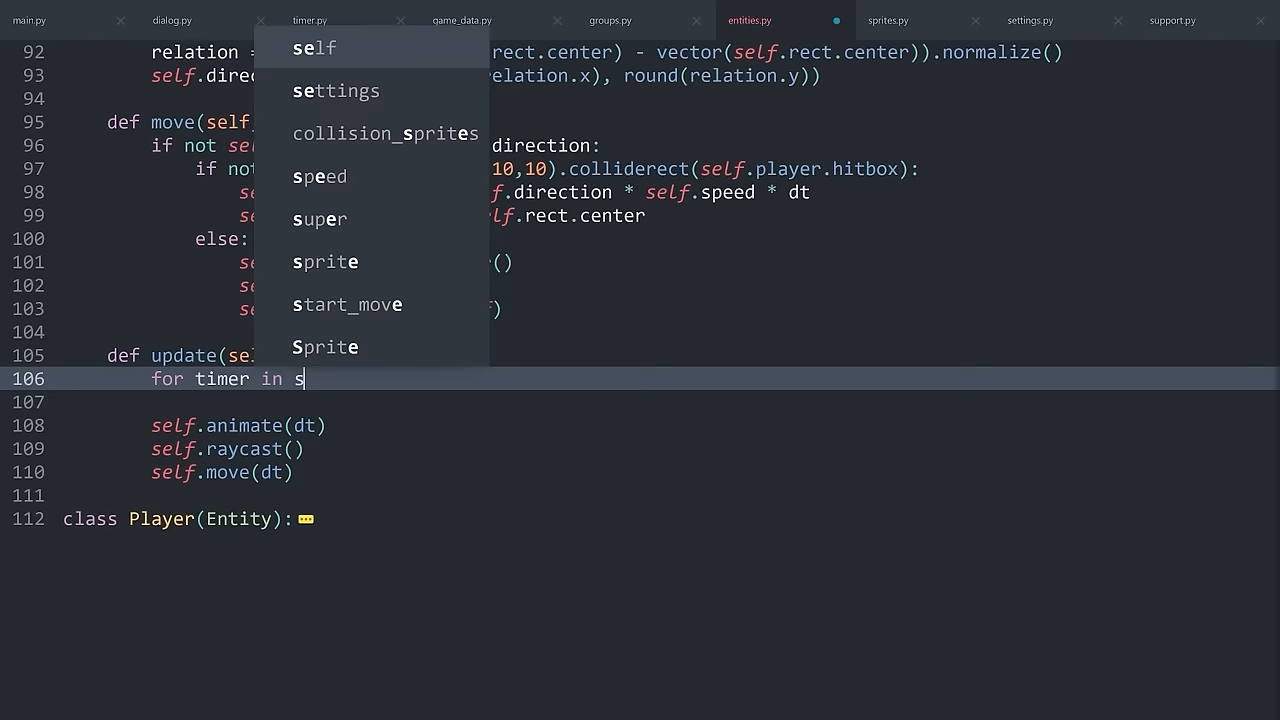 main.py dialog.py timer.py game_data.py groups.py entities.py sprites.py settings.py support.py
92 relation = rect.center) - vector(self.rect.center)).normalize()
93 self.direc elation.x), round(relation.y))
94
95 def move(self,
96 if not sel direction:
97 if not 10,10).colliderect(self.player.hitbox):
98 se f.direction * self.speed * dt
99 se lf.rect.center
100 else:
101 se ()
102 se
103 se )
104
105 def update(sel
106 for timer in s
107
108 self.animate(dt)
109 self.raycast()
110 self.move(dt)
111
112 class Player(Entity):
self
settings
collision_sprites
speed
super
sprite
start_move
Sprite